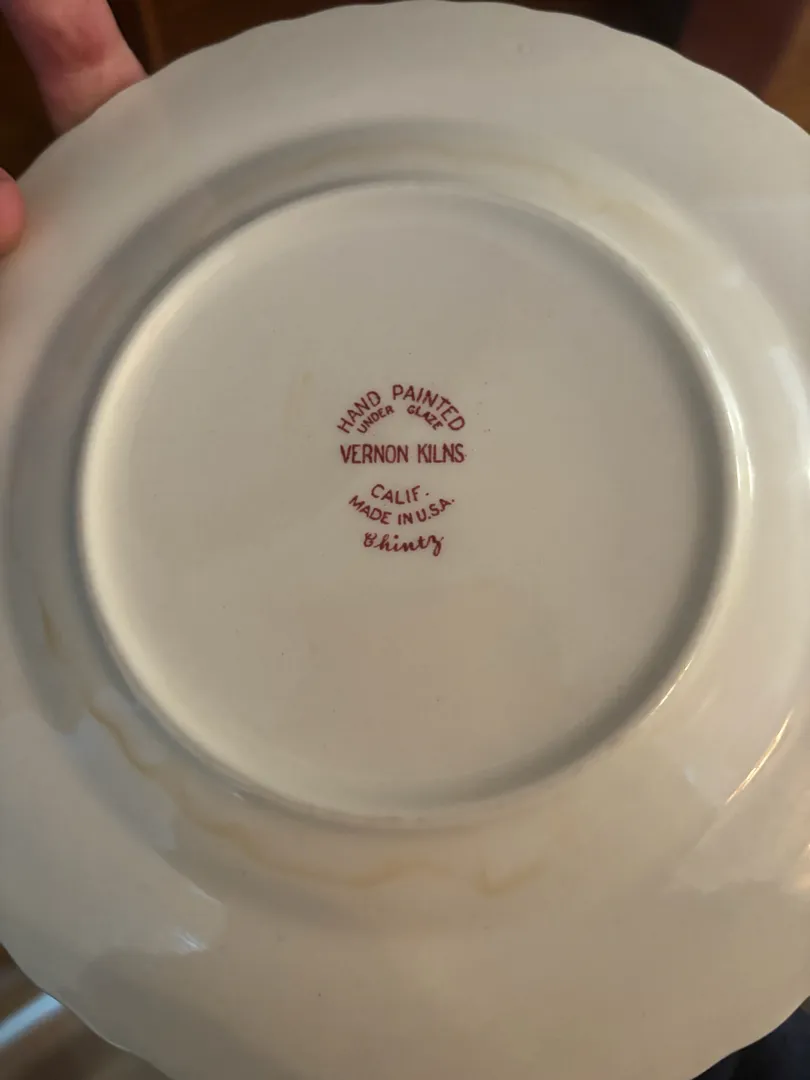 HAND PAINTED
UNDER GLAZE
VERNON KILNS
CALIF.
MADE IN U.S.A.
Chintz